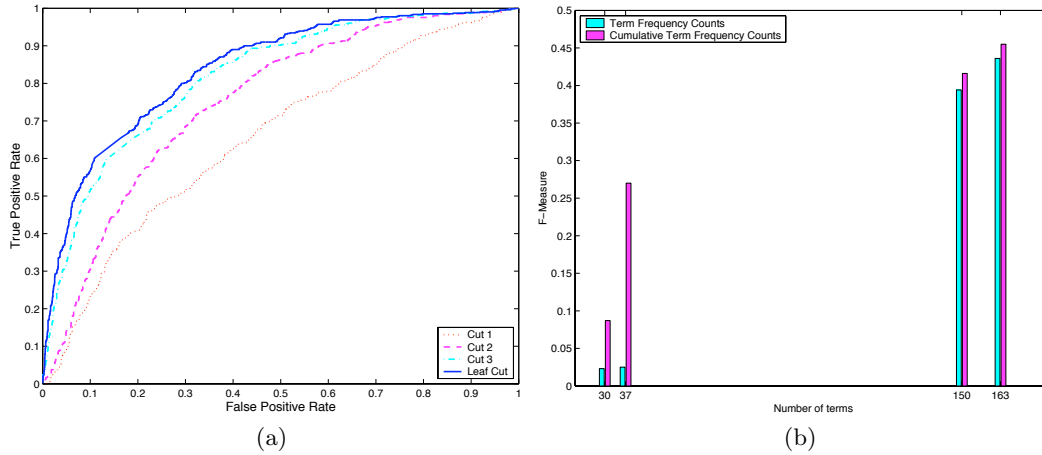 1
0.9
0.8
0.7
0.6
0.5
0.4
0.3
0.2
0.1
0
True Positive Rate
0 0.1 0.2 0.3 0.4 0.5 0.6 0.7 0.8 0.9 1
False Positive Rate
Cut 1
Cut 2
Cut 3
Leaf Cut
(a)
0.5
0.45
0.4
0.35
0.3
0.25
0.2
0.15
0.1
0.05
0
F-Measure
Term Frequency Counts
Cumulative Term Frequency Counts
30 37 150 163
Number of terms
(b)